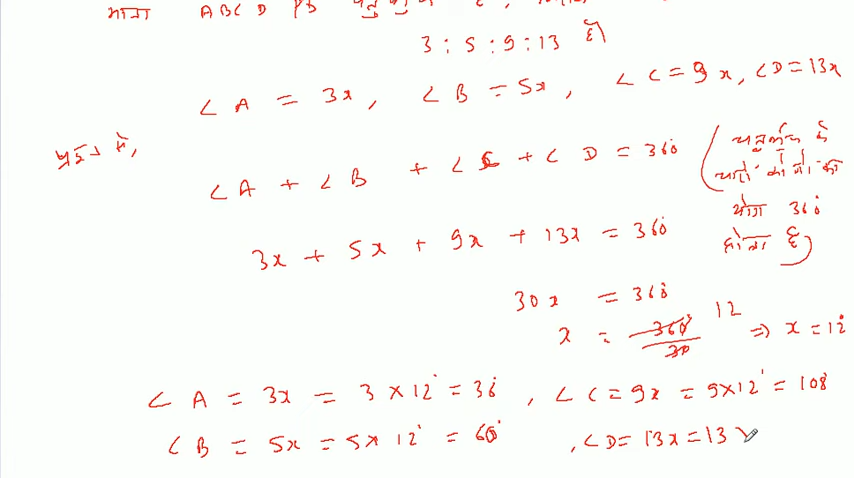 माना ABCD एक चतुर्भुज है,
3 : 5 : 9 : 13 है
∠A = 3x, ∠B = 5x, ∠C = 9x, ∠D = 13x
प्रश्न से,
∠A + ∠B + ∠C + ∠D = 360° (चतुर्भुज के
चारों कोणों का
योग 360°
होता है)
3x + 5x + 9x + 13x = 360°
30x = 360°
x = 360°/30 12 ⇒ x = 12°
∠A = 3x = 3 × 12° = 36°, ∠C = 9x = 9×12° = 108°
∠B = 5x = 5×12° = 60°, ∠D = 13x = 13 ×